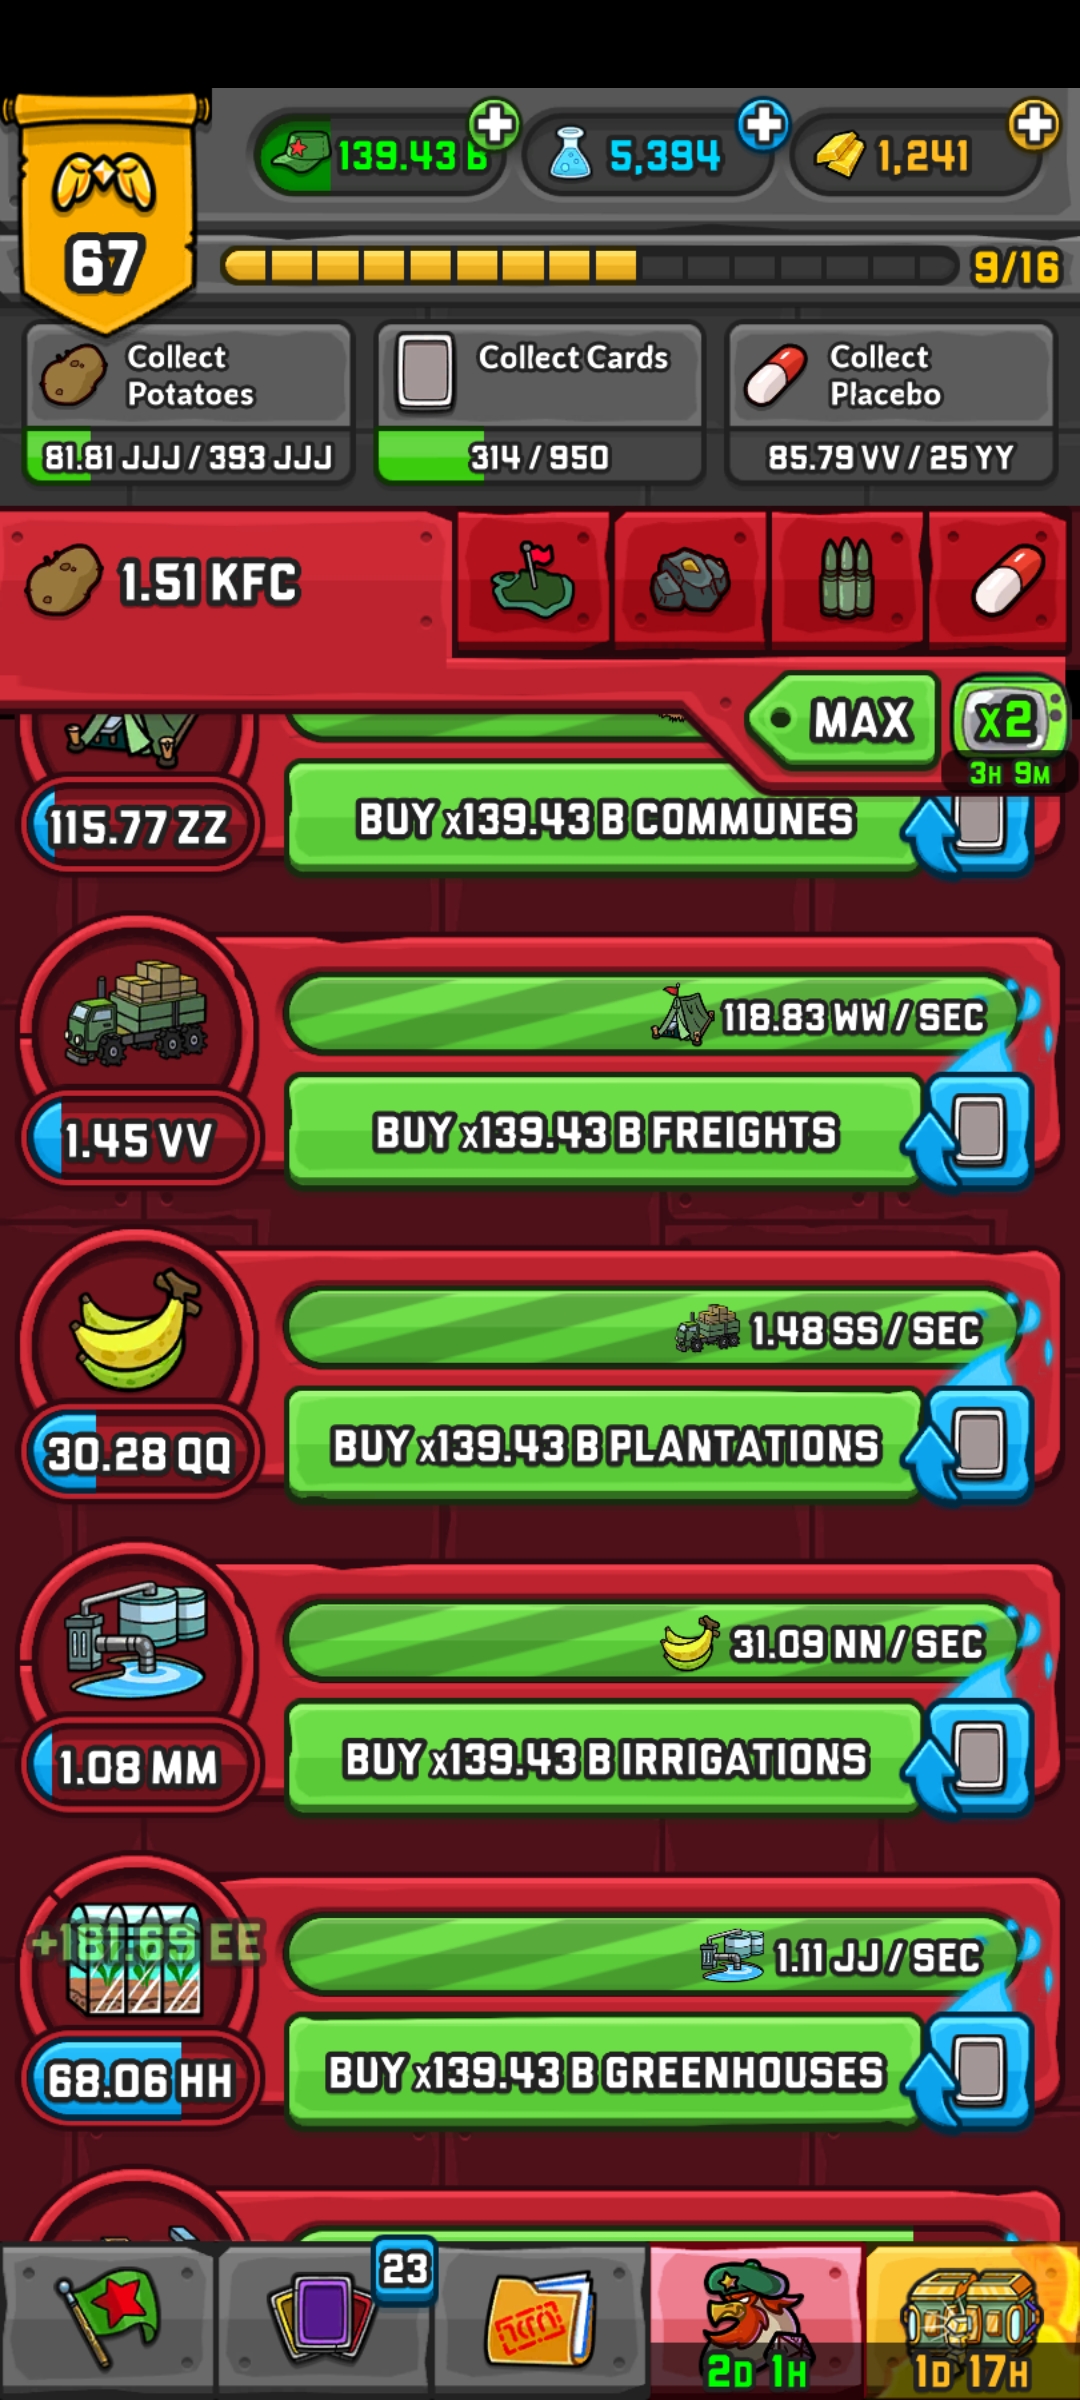 139.43 B
5,394
1,241
67
9/16
Collect
Potatoes
81.81 JJJ / 393 JJJ
Collect Cards
314 / 950
Collect
Placebo
85.79 VV / 25 YY
1.51 KFC
MAX
x2
3H 9M
115.77 ZZ
BUY x139.43 B COMMUNES
118.83 WW / SEC
1.45 VV
BUY x139.43 B FREIGHTS
1.48 SS / SEC
30.28 QQ
BUY x139.43 B PLANTATIONS
31.09 NN / SEC
1.08 MM
BUY x139.43 B IRRIGATIONS
+181.69 EE
1.11 JJ / SEC
68.06 HH
BUY x139.43 B GREENHOUSES
23
2D 1H
1D 17H